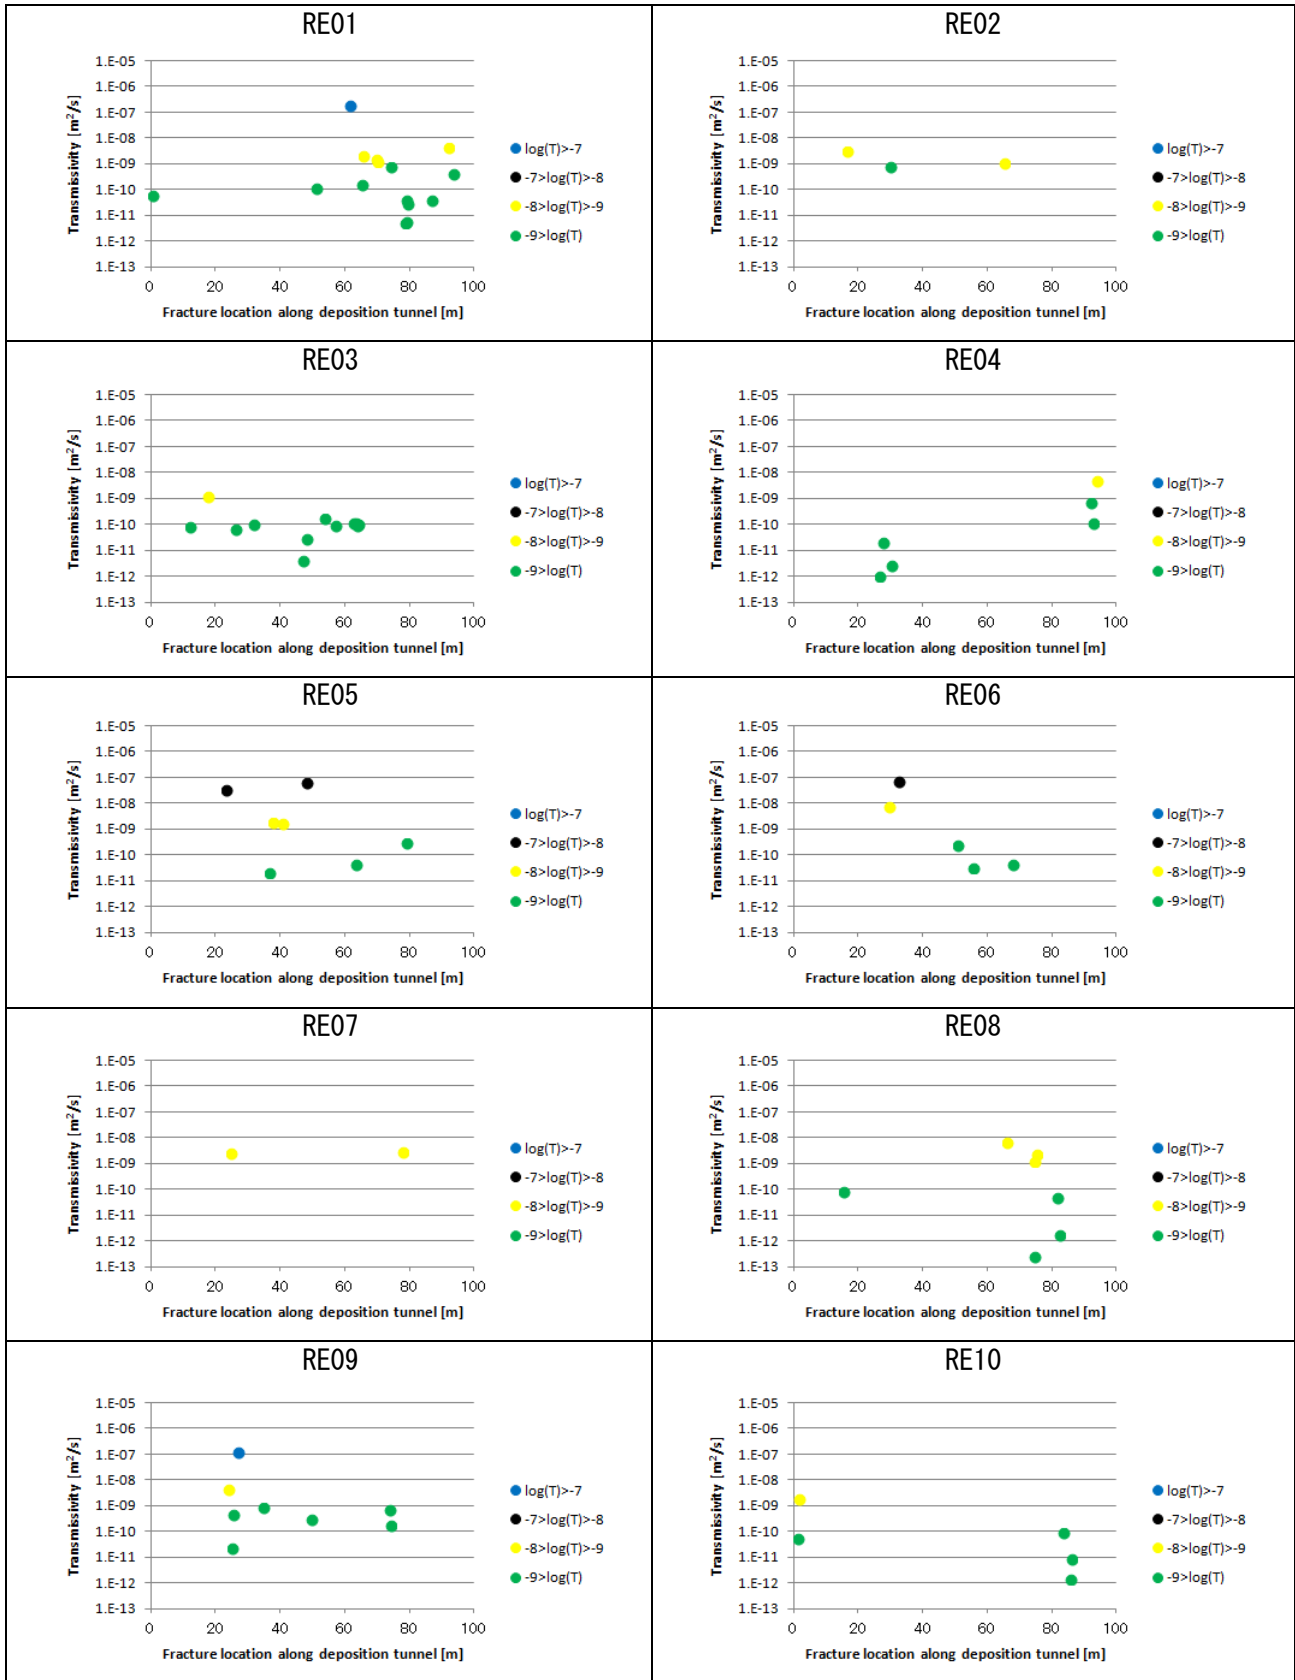 RE01
1.E-05
1.E-06
1.E-07
1.E-08
1.E-09
1.E-10
1.E-11
1.E-12
1.E-13
Transmissivity [m²/s]
0 20 40 60 80 100
Fracture location along deposition tunnel [m]
log(T)>-7
-7>log(T)>-8
-8>log(T)>-9
-9>log(T)
RE02
1.E-05
1.E-06
1.E-07
1.E-08
1.E-09
1.E-10
1.E-11
1.E-12
1.E-13
Transmissivity [m²/s]
0 20 40 60 80 100
Fracture location along deposition tunnel [m]
log(T)>-7
-7>log(T)>-8
-8>log(T)>-9
-9>log(T)
RE03
1.E-05
1.E-06
1.E-07
1.E-08
1.E-09
1.E-10
1.E-11
1.E-12
1.E-13
Transmissivity [m²/s]
0 20 40 60 80 100
Fracture location along deposition tunnel [m]
log(T)>-7
-7>log(T)>-8
-8>log(T)>-9
-9>log(T)
RE04
1.E-05
1.E-06
1.E-07
1.E-08
1.E-09
1.E-10
1.E-11
1.E-12
1.E-13
Transmissivity [m²/s]
0 20 40 60 80 100
Fracture location along deposition tunnel [m]
log(T)>-7
-7>log(T)>-8
-8>log(T)>-9
-9>log(T)
RE05
1.E-05
1.E-06
1.E-07
1.E-08
1.E-09
1.E-10
1.E-11
1.E-12
1.E-13
Transmissivity [m²/s]
0 20 40 60 80 100
Fracture location along deposition tunnel [m]
log(T)>-7
-7>log(T)>-8
-8>log(T)>-9
-9>log(T)
RE06
1.E-05
1.E-06
1.E-07
1.E-08
1.E-09
1.E-10
1.E-11
1.E-12
1.E-13
Transmissivity [m²/s]
0 20 40 60 80 100
Fracture location along deposition tunnel [m]
log(T)>-7
-7>log(T)>-8
-8>log(T)>-9
-9>log(T)
RE07
1.E-05
1.E-06
1.E-07
1.E-08
1.E-09
1.E-10
1.E-11
1.E-12
1.E-13
Transmissivity [m²/s]
0 20 40 60 80 100
Fracture location along deposition tunnel [m]
log(T)>-7
-7>log(T)>-8
-8>log(T)>-9
-9>log(T)
RE08
1.E-05
1.E-06
1.E-07
1.E-08
1.E-09
1.E-10
1.E-11
1.E-12
1.E-13
Transmissivity [m²/s]
0 20 40 60 80 100
Fracture location along deposition tunnel [m]
log(T)>-7
-7>log(T)>-8
-8>log(T)>-9
-9>log(T)
RE09
1.E-05
1.E-06
1.E-07
1.E-08
1.E-09
1.E-10
1.E-11
1.E-12
1.E-13
Transmissivity [m²/s]
0 20 40 60 80 100
Fracture location along deposition tunnel [m]
log(T)>-7
-7>log(T)>-8
-8>log(T)>-9
-9>log(T)
RE10
1.E-05
1.E-06
1.E-07
1.E-08
1.E-09
1.E-10
1.E-11
1.E-12
1.E-13
Transmissivity [m²/s]
0 20 40 60 80 100
Fracture location along deposition tunnel [m]
log(T)>-7
-7>log(T)>-8
-8>log(T)>-9
-9>log(T)